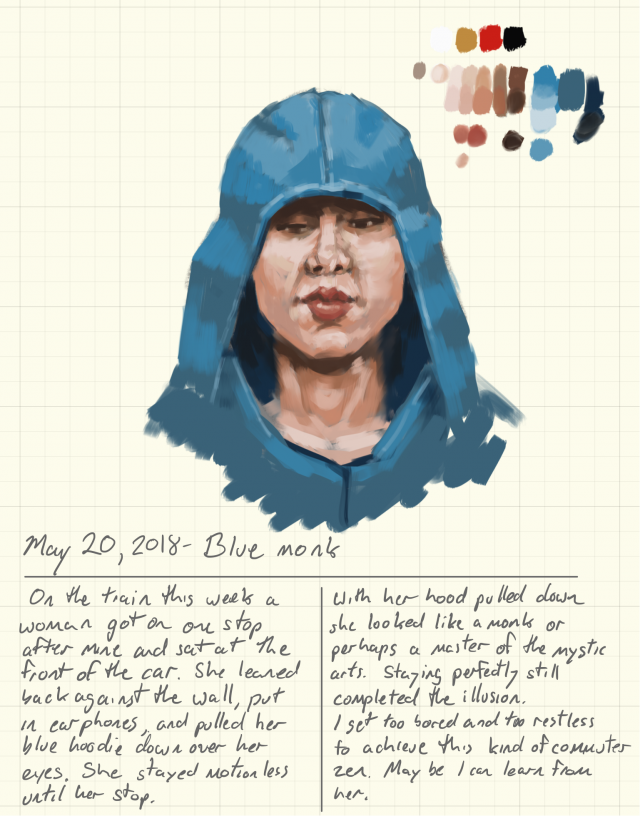 May 20, 2018- Blue monk
On the train this week a
woman got on one stop
after mine and sat at the
front of the car. She leaned
back against the wall, put
in earphones, and pulled her
blue hoodie down over her
eyes. She stayed motionless
until her stop.
With her hood pulled down
she looked like a monk or
perhaps a master of the mystic
arts. Staying perfectly still
completed the illusion.
I get too bored and too restless
to achieve this kind of commuter
zen. Maybe I can learn from
her.